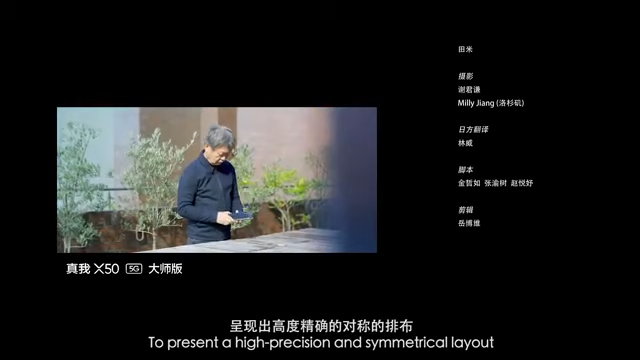 田米
摄影
谢君谦
Milly Jiang (洛杉矶)
日方翻译
林威
脚本
金哲如 张渝树 赵悦妤
剪辑
岳博维
真我 X50 5G 大师版
呈现出高度精确的对称的排布
To present a high-precision and symmetrical layout